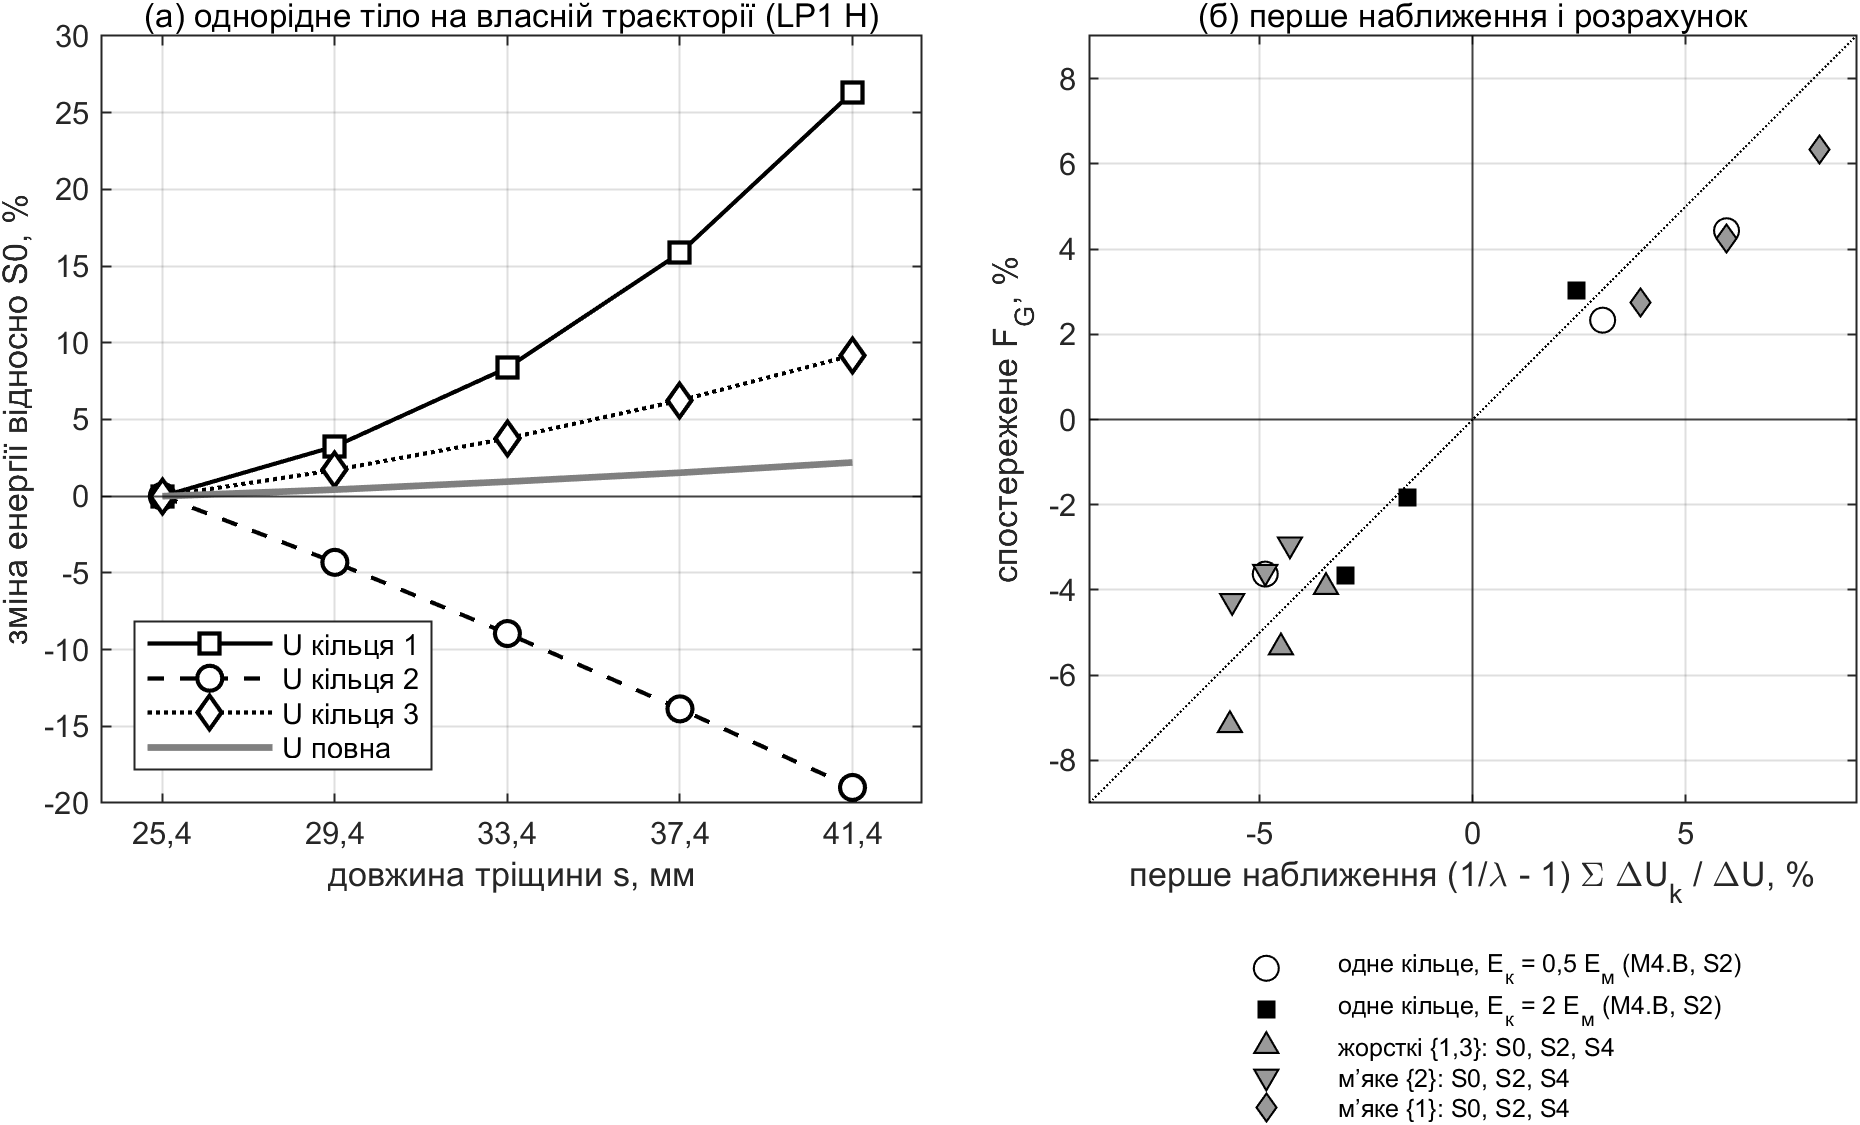 (а) однорідне тіло на власній траєкторії (LP1 H)
зміна енергії відносно S0, %
30
25
20
15
10
5
0
-5
-10
-15
-20
U кільця 1
U кільця 2
U кільця 3
U повна
25,4 29,4 33,4 37,4 41,4
довжина тріщини s, мм
(б) перше наближення і розрахунок
спостережене F_G, %
8
6
4
2
0
-2
-4
-6
-8
-5 0 5
перше наближення (1/λ - 1) Σ ΔU_k / ΔU, %
одне кільце, E_к = 0,5 E_м (M4.B, S2)
одне кільце, E_к = 2 E_м (M4.B, S2)
жорсткі {1,3}: S0, S2, S4
м’яке {2}: S0, S2, S4
м’яке {1}: S0, S2, S4